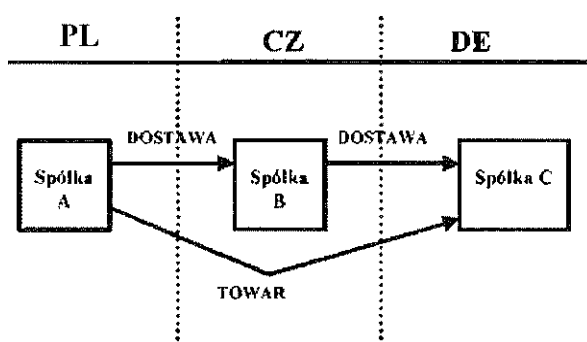 PL CZ DE
DOSTAWA DOSTAWA
Spółka
A
Spółka
B
Spółka C
TOWAR